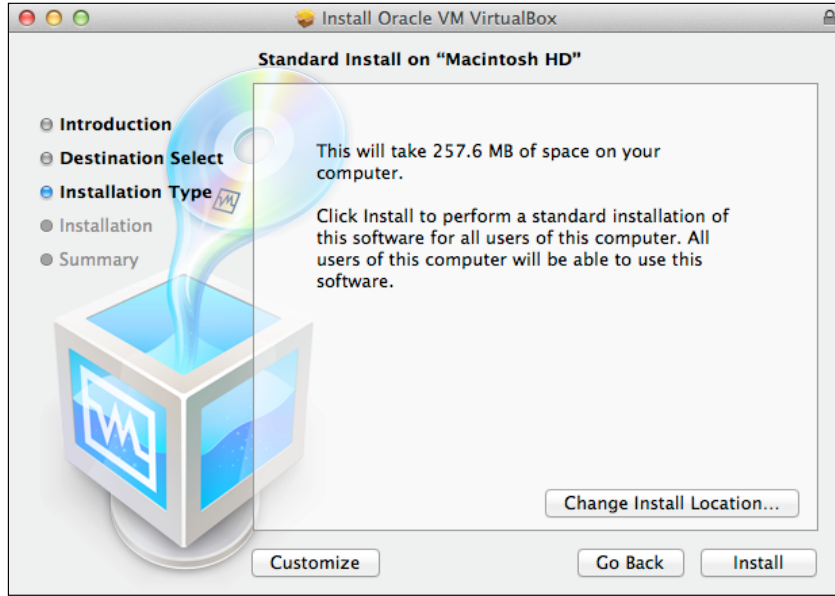 Install Oracle VM VirtualBox
Standard Install on “Macintosh HD”
Introduction
Destination Select
Installation Type
Installation
Summary
This will take 257.6 MB of space on your
computer.
Click Install to perform a standard installation of
this software for all users of this computer. All
users of this computer will be able to use this
software.
Change Install Location...
Customize
Go Back
Install